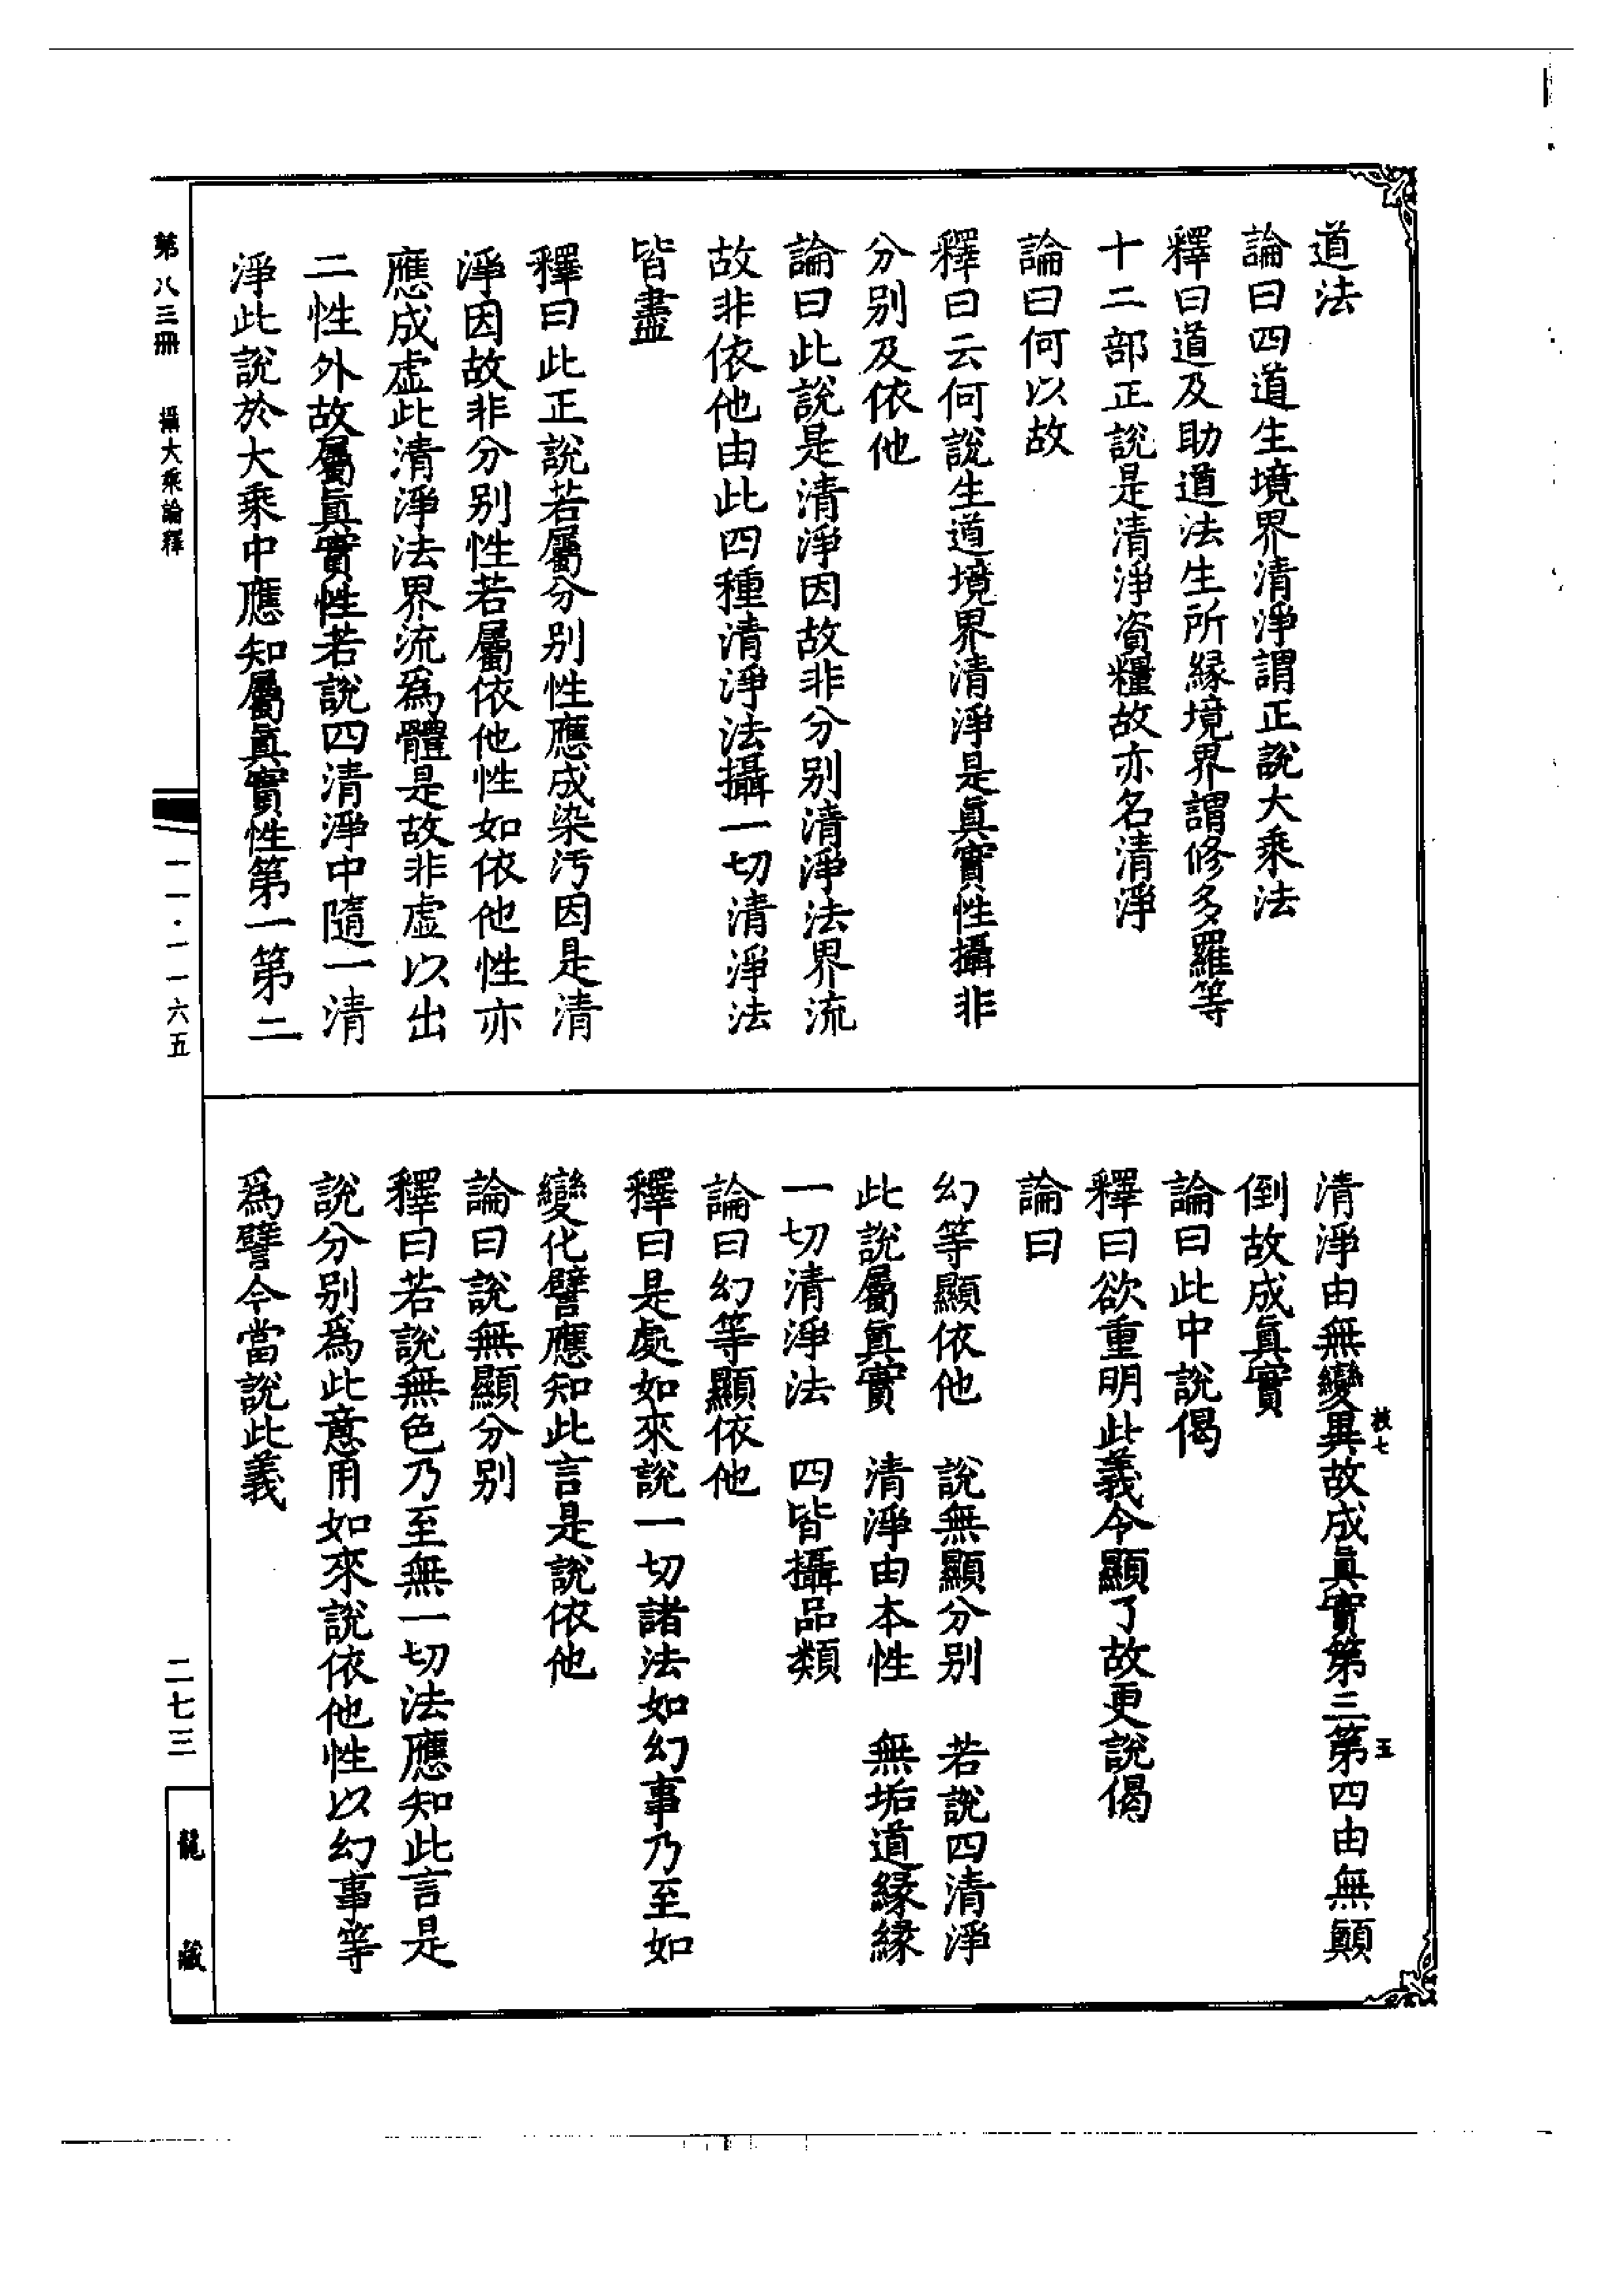 道法
論曰四道生境界清淨謂正說大乘法
釋曰道及助道法生所緣境界謂修多羅等
十二部正說是清淨資糧故亦名清淨
論曰何以故
釋曰云何說生道境界清淨是眞實性攝非
分別及依他
論曰此說是清淨因故非分別清淨法界流
故非依他由此四種清淨法攝一切清淨法
皆盡
釋曰此正說若屬分別性應成染污因是清
淨因故非分別性若屬依他性如依他性亦
應成虛此清淨法界流爲體是故非虛以出
二性外故屬眞實性若說四清淨中隨一清
淨此說於大乘中應知屬眞實性第一第二
清淨由無變異故成眞實第三第四由無顚
倒故成眞實
論曰此中說偈
釋曰欲重明此義令顯了故更說偈
論曰
幻等顯依他　說無顯分別　若說四清淨
此說屬眞實　清淨由本性　無垢道緣緣
一切清淨法　四皆攝品類
論曰幻等顯依他
釋曰是處如來說一切諸法如幻事乃至如
變化譬應知此言是說依他
論曰說無顯分別
釋曰若說無色乃至無一切法應知此言是
說分別爲此意用如來說依他性以幻事等
爲譬今當說此義
第八三冊　攝大乘論釋
一一·一一六五
二七三
龍藏
枝七
五